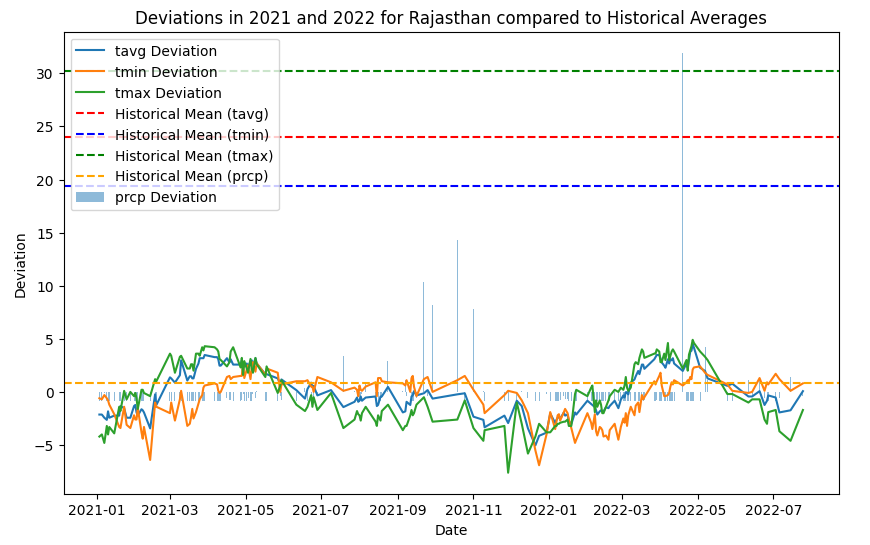 Deviations in 2021 and 2022 for Rajasthan compared to Historical Averages
tavg Deviation
tmin Deviation
tmax Deviation
Historical Mean (tavg)
Historical Mean (tmin)
Historical Mean (tmax)
Historical Mean (prcp)
prcp Deviation
30
25
20
15
10
5
0
−5
Deviation
2021-01 2021-03 2021-05 2021-07 2021-09 2021-11 2022-01 2022-03 2022-05 2022-07
Date